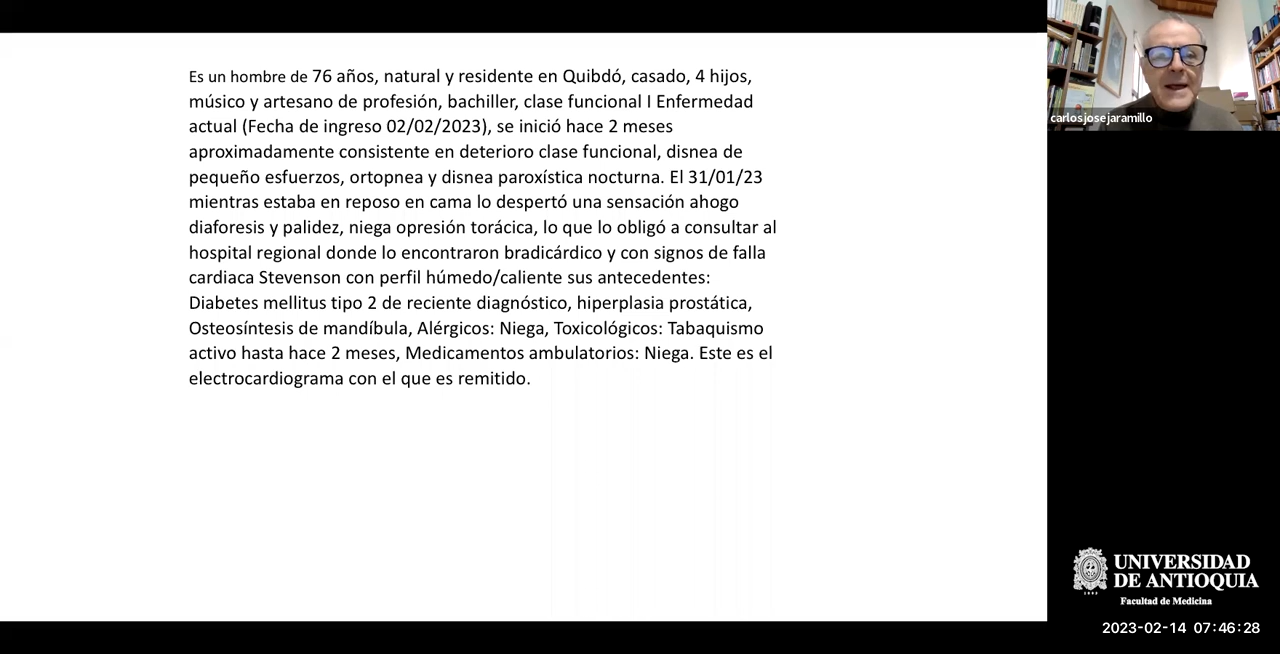 Es un hombre de 76 años, natural y residente en Quibdó, casado, 4 hijos,
músico y artesano de profesión, bachiller, clase funcional I Enfermedad
actual (Fecha de ingreso 02/02/2023), se inició hace 2 meses
aproximadamente consistente en deterioro clase funcional, disnea de
pequeño esfuerzos, ortopnea y disnea paroxística nocturna. El 31/01/23
mientras estaba en reposo en cama lo despertó una sensación ahogo
diaforesis y palidez, niega opresión torácica, lo que lo obligó a consultar al
hospital regional donde lo encontraron bradicárdico y con signos de falla
cardiaca Stevenson con perfil húmedo/caliente sus antecedentes:
Diabetes mellitus tipo 2 de reciente diagnóstico, hiperplasia prostática,
Osteosíntesis de mandíbula, Alérgicos: Niega, Toxicológicos: Tabaquismo
activo hasta hace 2 meses, Medicamentos ambulatorios: Niega. Este es el
electrocardiograma con el que es remitido.
carlosjosejaramillo
UNIVERSIDAD
DE ANTIOQUIA
1803
Facultad de Medicina
2023-02-14 07:46:28